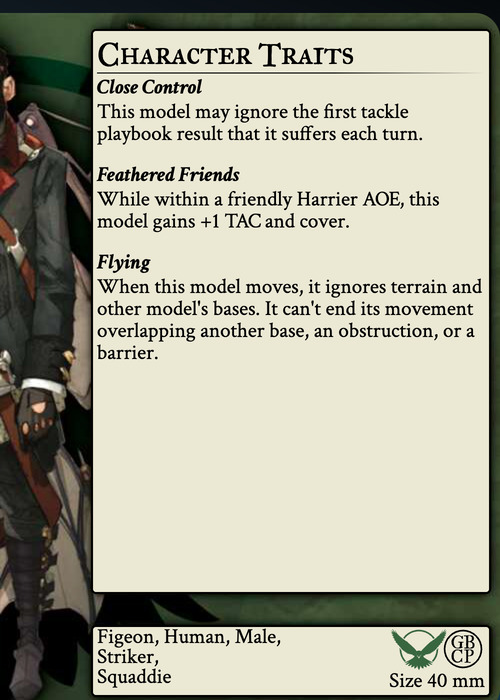 Character Traits
Close Control
This model may ignore the first tackle
playbook result that it suffers each turn.
Feathered Friends
While within a friendly Harrier AOE, this
model gains +1 TAC and cover.
Flying
When this model moves, it ignores terrain and
other model's bases. It can't end its movement
overlapping another base, an obstruction, or a
barrier.
Figeon, Human, Male,
Striker,
Squaddie
GB
CP
Size 40 mm